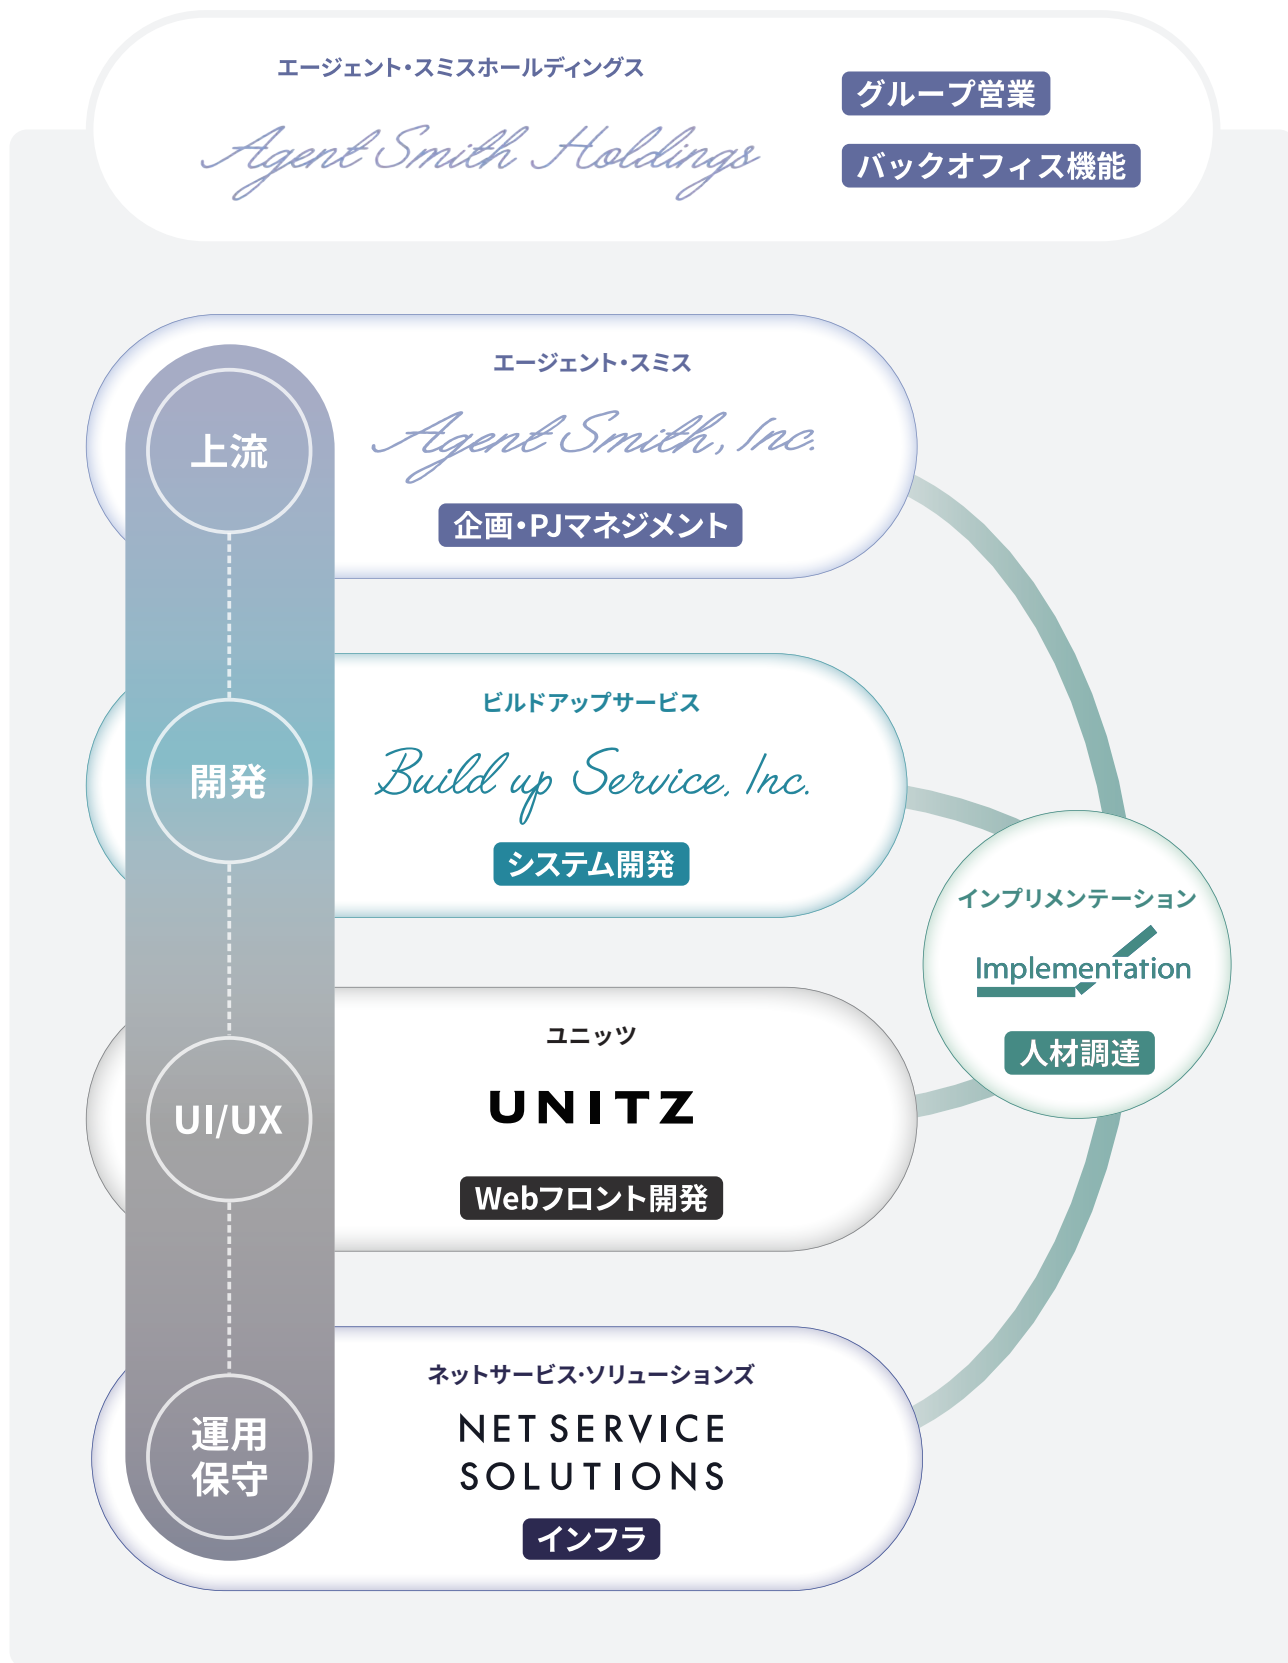 エージェント・スミスホールディングス
Agent Smith Holdings
グループ営業
バックオフィス機能
上流
エージェント・スミス
Agent Smith, Inc.
企画・PJマネジメント
開発
ビルドアップサービス
Build up Service, Inc.
システム開発
インプリメンテーション
Implementation
人材調達
UI/UX
ユニッツ
UNITZ
Webフロント開発
運用
保守
ネットサービス・ソリューションズ
NET SERVICE
SOLUTIONS
インフラ